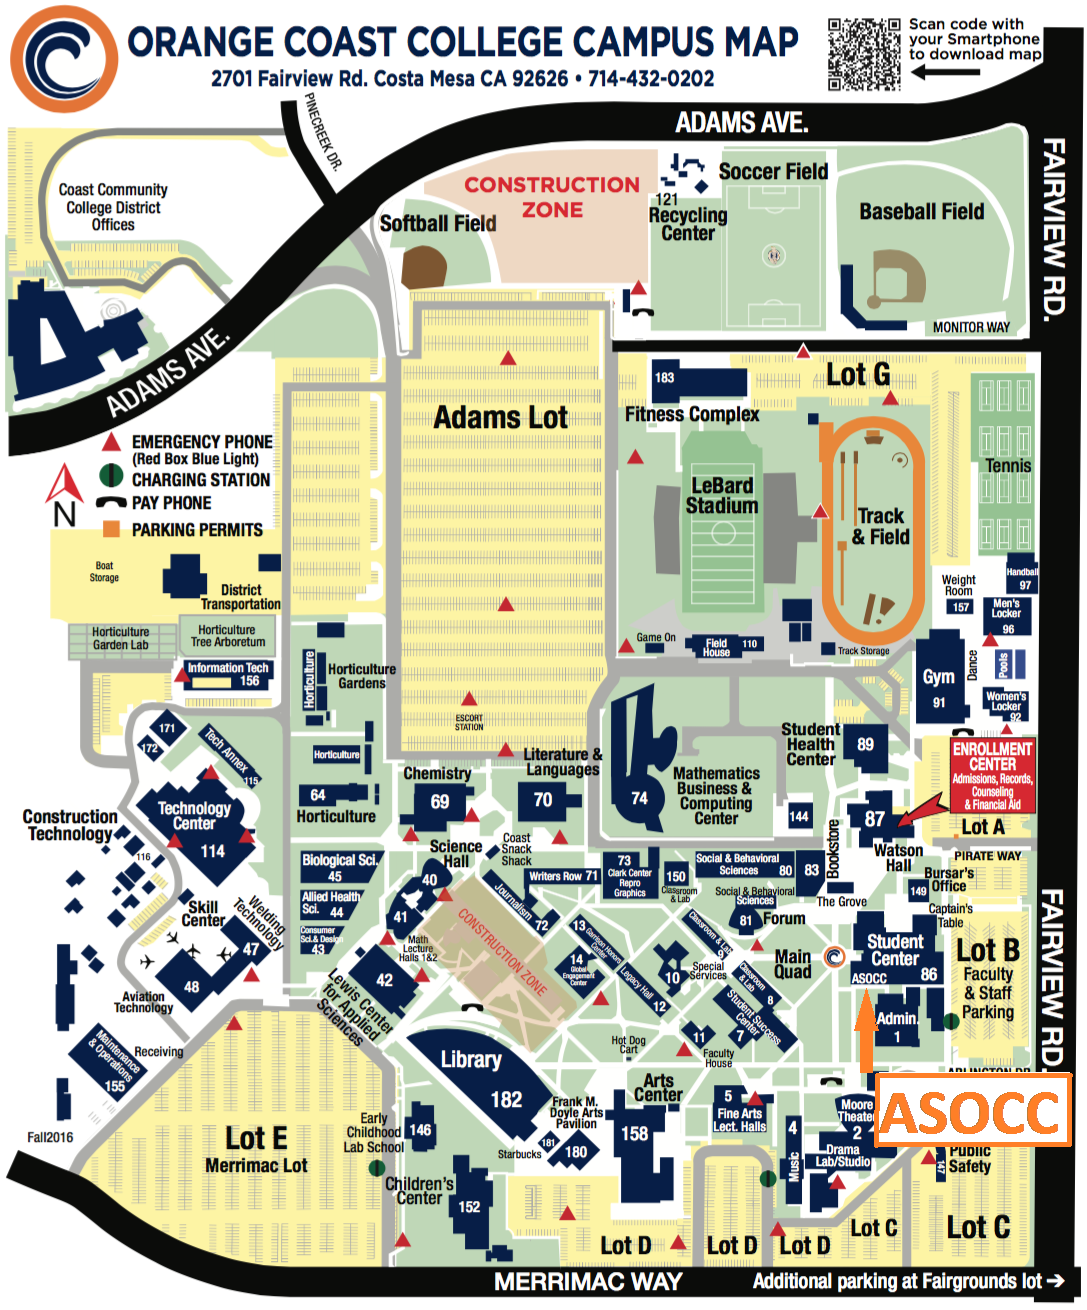 ORANGE COAST COLLEGE CAMPUS MAP
2701 Fairview Rd. Costa Mesa CA 92626 • 714-432-0202
Scan code with
your Smartphone
to download map
PINECREEK DR.
ADAMS AVE.
FAIRVIEW RD.
Coast Community
College District
Offices
CONSTRUCTION
ZONE
Softball Field
121
Recycling
Center
Soccer Field
Baseball Field
MONITOR WAY
ADAMS AVE.
EMERGENCY PHONE
(Red Box Blue Light)
CHARGING STATION
PAY PHONE
PARKING PERMITS
N
Adams Lot
183
Fitness Complex
Lot G
LeBard
Stadium
Track
& Field
Tennis
Boat
Storage
District
Transportation
Horticulture
Garden Lab
Horticulture
Tree Arboretum
Information Tech
156
Horticulture
Horticulture
Gardens
ESCORT
STATION
Game On
Field
House
110
Track Storage
Weight
Room
157
Handball
97
Men's
Locker
96
Pools
Dance
Gym
91
Women's
Locker
92
171
172
Tech Annex
115
Horticulture
64
Horticulture
Chemistry
69
Literature &
Languages
70
74
Mathematics
Business &
Computing
Center
Student
Health
Center
89
ENROLLMENT
CENTER
Admissions, Records,
Counseling
& Financial Aid
144
87
Watson
Hall
Lot A
PIRATE WAY
Construction
Technology
116
Technology
Center
114
Biological Sci.
45
Allied Health
Sci. 44
Consumer
Sci.& Design
43
Science
Hall
40
41
Coast
Snack
Shack
Writers Row 71
73
Clark Center
Repro
Graphics
150
Classroom
& Lab
Social & Behavioral
Sciences 80
83
Bookstore
Social & Behavioral
Sciences
81
Forum
The Grove
149
Bursar's
Office
Captain's
Table
Skill
Center
Welding
Technology
47
48
Aviation
Technology
Math
Lecture
Halls 1&2
42
Lewis Center
for Applied
Sciences
CONSTRUCTION ZONE
Journalism
72
13
Garrison Honors
Center
14
Global
Engagement
Center
Legacy Hall
12
10
Special
Services
Classroom & Lab
9
Classroom
& Lab
8
Student Success
Center
7
Main
Quad
Student
Center
ASOCC
86
Lot B
Faculty
& Staff
Parking
FAIRVIEW RD.
Admin.
1
11
Faculty
House
Hot Dog
Cart
Receiving
Maintenance
& Operations
155
Fall2016
Lot E
Merrimac Lot
Library
182
Early
Childhood
Lab School
146
Children's
Center
152
Frank M.
Doyle Arts
Pavilion
181
180
Starbucks
Arts
Center
158
5
Fine Arts
Lect. Halls
4
Music
Moore
Theater
2
Drama
Lab/Studio
ASOCC
147
Public
Safety
Lot D
Lot D
Lot D
Lot C
Lot C
MERRIMAC WAY
Additional parking at Fairgrounds lot →